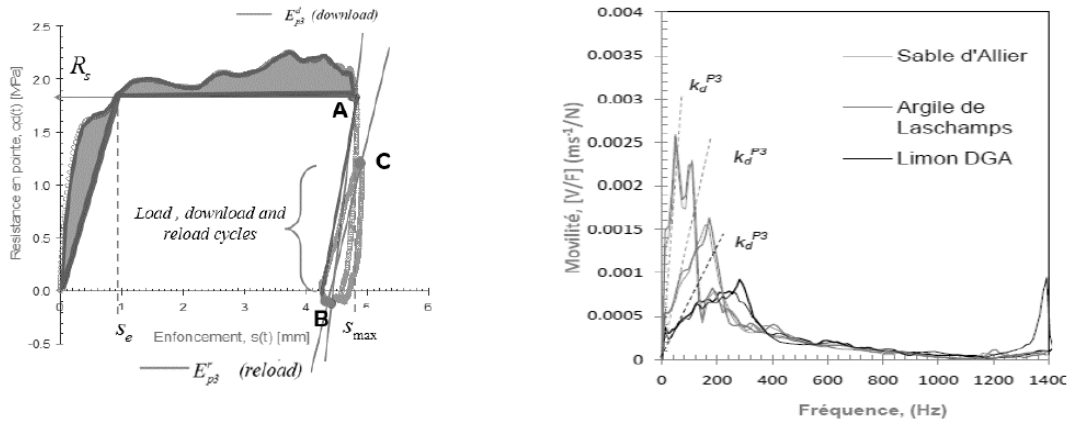 E_{p3}^{d} (download)
2.5
2.0
1.5
1.0
0.5
0.0
-0.5
Resistance en pointe, qd(t) [MPa]
R_s
A
C
B
Load , download and
reload cycles
0
1
2
3
4
5
6
s_e
Enfoncement, s(t) [mm]
s_max
E_{p3}^{r} (reload)
0.004
0.0035
0.003
0.0025
0.002
0.0015
0.001
0.0005
0
Movilité, [V/F] (ms^{-1}/N)
k_d^{P3}
k_d^{P3}
k_d^{P3}
Sable d'Allier
Argile de
Laschamps
Limon DGA
0
200
400
600
800
1000
1200
1400
Fréquence, (Hz)